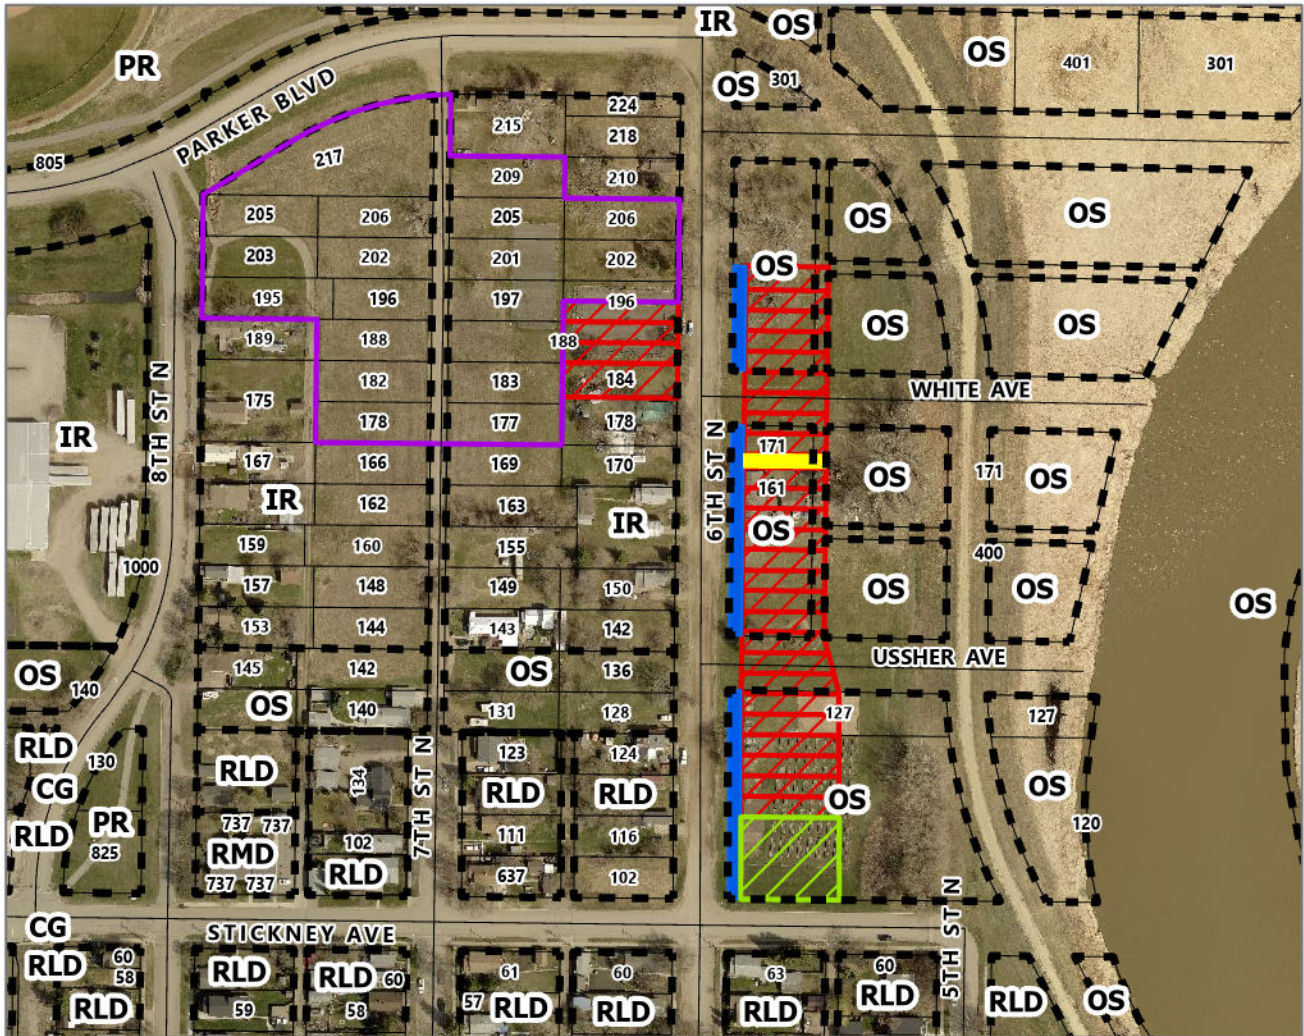 IR
OS
PR
OS
401
301
OS
301
224
215
218
PARKER BLVD
805
217
209
210
205
206
205
206
OS
OS
203
202
201
202
OS
195
196
197
196
OS
OS
189
188
188
175
182
183
184
WHITE AVE
8TH ST N
178
177
178
IR
167
166
169
170
6TH ST N
171
171
OS
OS
161
IR
162
163
IR
OS
159
160
155
400
1000
157
148
149
150
OS
OS
OS
153
144
143
142
USSHER AVE
OS
145
142
OS
136
140
OS
140
131
128
127
127
RLD
130
123
124
RLD
134
RLD
RLD
OS
CG
7TH ST N
OS
RLD
PR
825
737
737
102
111
116
120
RMD
737
737
RLD
637
102
CG
STICKNEY AVE
5TH ST N
RLD
60
58
RLD
RLD
60
61
60
63
60
RLD
59
58
57
RLD
RLD
RLD
RLD
RLD
OS